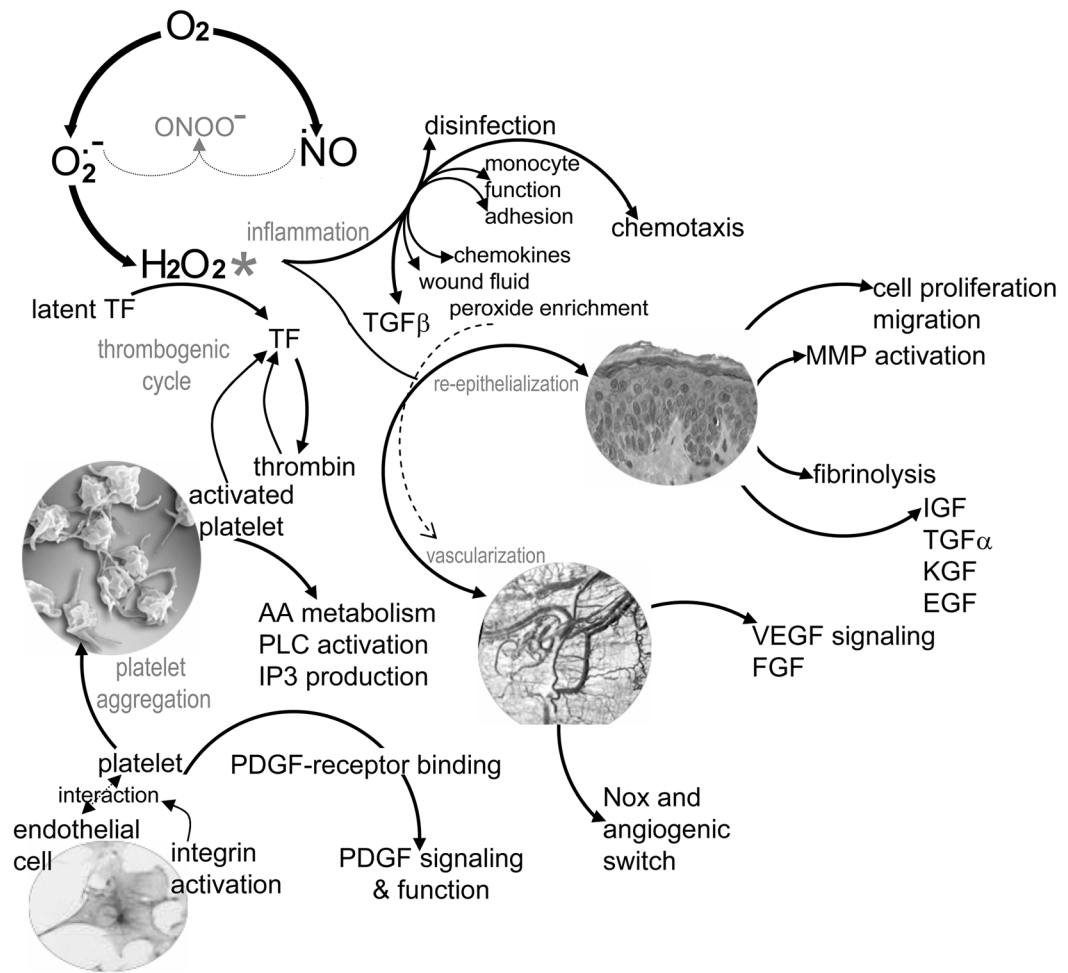 O₂
ONOO⁻
O₂·⁻
·NO
disinfection
monocyte
function
adhesion
chemotaxis
inflammation
H₂O₂*
chemokines
wound fluid
peroxide enrichment
latent TF
TGFβ
TF
thrombogenic
cycle
cell proliferation
migration
MMP activation
re-epithelialization
thrombin
activated
platelet
fibrinolysis
IGF
TGFα
KGF
EGF
vascularization
AA metabolism
PLC activation
IP3 production
VEGF signaling
FGF
platelet
aggregation
platelet
PDGF-receptor binding
interaction
endothelial
cell
integrin
activation
Nox and
angiogenic
switch
PDGF signaling
& function